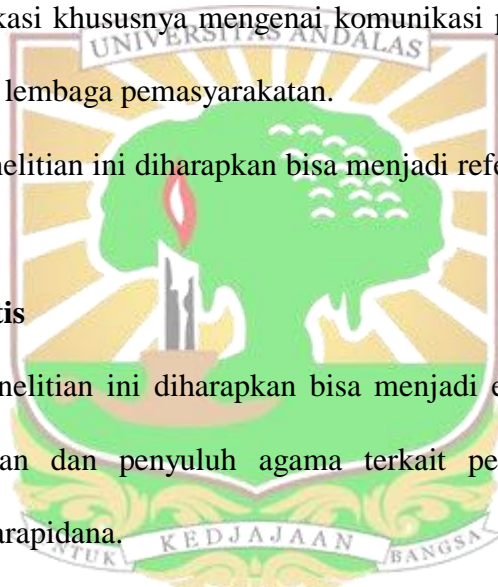 kasi khususnya mengenai komunikasi p
UNIVERSITAS ANDALAS
lembaga pemasyarakatan.
nelitian ini diharapkan bisa menjadi refe
tis
nelitian ini diharapkan bisa menjadi e
an dan penyuluh agama terkait pe
arapidana.
UNTUK KEDJAJAAN BANGSA